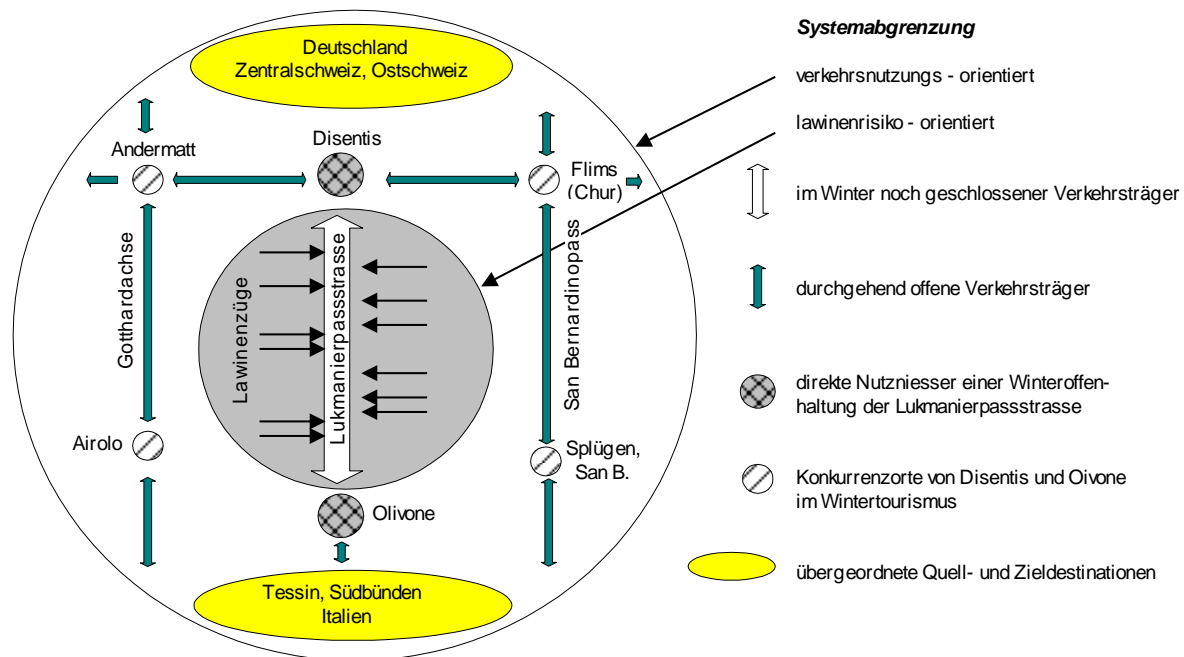 Deutschland
Zentralschweiz, Ostschweiz
Andermatt
Disentis
Flims
(Chur)
Gotthardachse
Lawinenzüge
Lukmanierpassstrasse
San Bernardinopass
Airolo
Splügen,
San B.
Olivone
Tessin, Südbünden
Italien
Systemabgrenzung
verkehrsnutzungs - orientiert
lawinenrisiko - orientiert
im Winter noch geschlossener Verkehrsträger
durchgehend offene Verkehrsträger
direkte Nutzniesser einer Winteroffen-
haltung der Lukmanierpassstrasse
Konkurrenzorte von Disentis und Oivone
im Wintertourismus
übergeordnete Quell- und Zieldestinationen